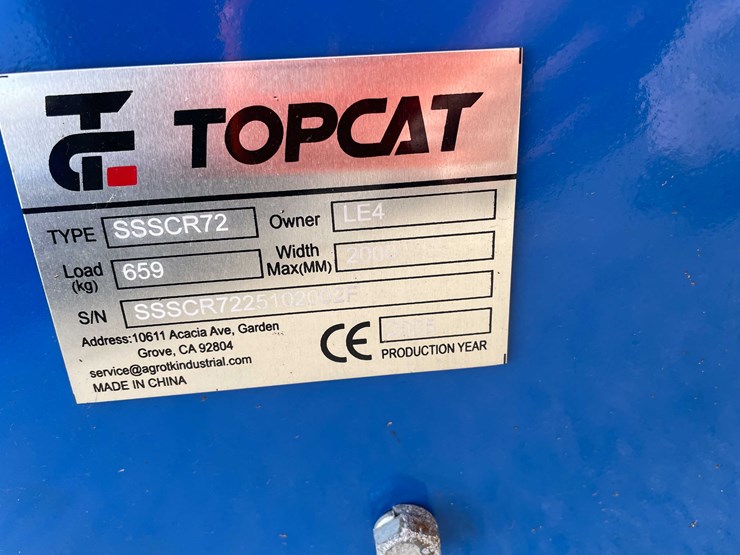 TOPCAT
TYPE SSSCR72 Owner LE4
Load (kg) 659 Width Max(MM)
S/N
Address:10611 Acacia Ave, Garden
Grove, CA 92804
service@agrotkindustrial.com
MADE IN CHINA
CE
PRODUCTION YEAR